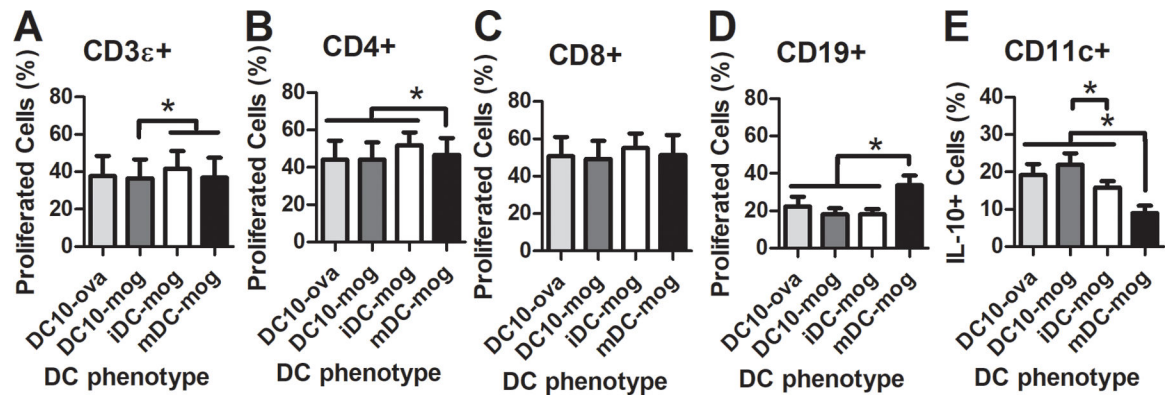 A
CD3ε+
Proliferated Cells (%)
80
60
40
20
0
*
DC10-ova
DC10-mog
iDC-mog
mDC-mog
DC phenotype
B
CD4+
Proliferated Cells (%)
80
60
40
20
0
*
DC10-ova
DC10-mog
iDC-mog
mDC-mog
DC phenotype
C
CD8+
Proliferated Cells (%)
80
60
40
20
0
DC10-ova
DC10-mog
iDC-mog
mDC-mog
DC phenotype
D
CD19+
Proliferated Cells (%)
80
60
40
20
0
*
DC10-ova
DC10-mog
iDC-mog
mDC-mog
DC phenotype
E
CD11c+
IL-10+ Cells (%)
40
30
20
10
0
*
*
DC10-ova
DC10-mog
iDC-mog
mDC-mog
DC phenotype